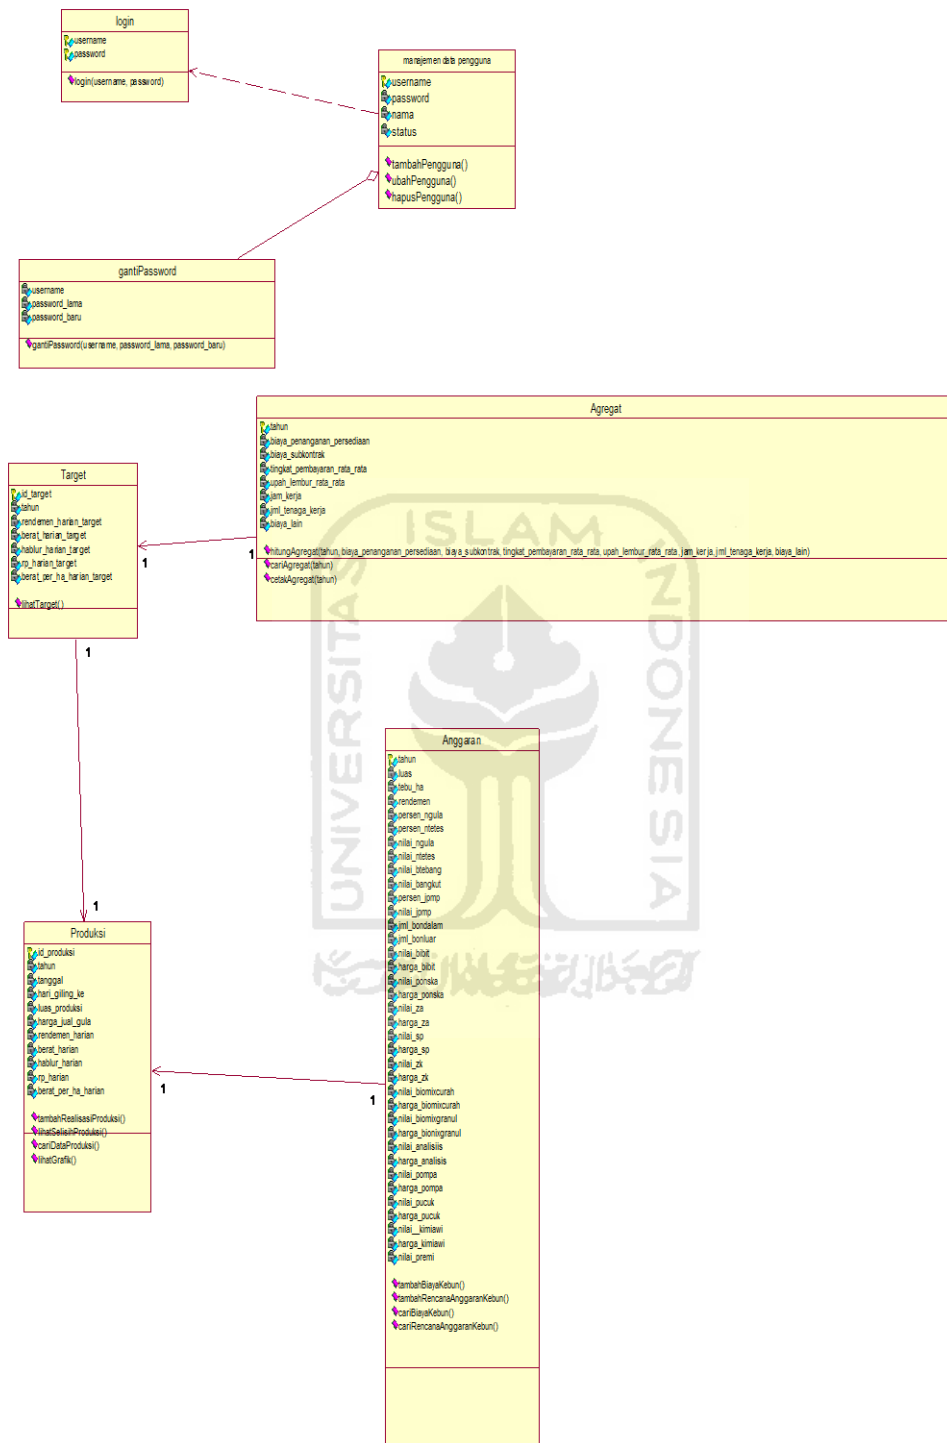 login
username
password
login(username, password)
manajemen data pengguna
username
password
nama
status
tambahPengguna()
ubahPengguna()
hapusPengguna()
gantiPassword
username
password_lama
password_baru
gantiPassword(username, password_lama, password_baru)
Agregat
tahun
biaya_penanganan_persediaan
biaya_subkontrak
tingkat_pembayaran_rata_rata
upah_lembur_rata_rata
jam_kerja
jml_tenaga_kerja
biaya_lain
hitungAgregat(tahun, biaya_penanganan_persediaan, biaya_subkontrak, tingkat_pembayaran_rata_rata, upah_lembur_rata_rata, jam_kerja, jml_tenaga_kerja, biaya_lain)
cariAgregat(tahun)
cetakAgregat(tahun)
Target
id_target
tahun
rendemen_harian_target
berat_harian_target
hablur_harian_target
rp_harian_target
berat_per_ha_harian_target
lihatTarget()
1
1
1
1
Produksi
id_produksi
tahun
tanggal
hari_giling_ke
luas_produksi
harga_jual_gula
rendemen_harian
berat_harian
hablur_harian
rp_harian
berat_per_ha_harian
tambahRealisasiProduksi()
lihatSelisihProduksi()
cariDataProduksi()
lihatGrafik()
1
1
Anggaran
tahun
luas
tebu_ha
rendemen
persen_ngula
persen_ntetes
nilai_ngula
nilai_ntetes
nilai_btebang
nilai_bangkut
persen_jpmp
nilai_jpmp
jml_bondalam
jml_bonluar
nilai_bibit
harga_bibit
nilai_ponska
harga_ponska
nilai_za
harga_za
nilai_sp
harga_sp
nilai_zk
harga_zk
nilai_biomixcurah
harga_biomixcurah
nilai_biomixgranul
harga_bionixgranul
nilai_analisiis
harga_analisis
nilai_pompa
harga_pompa
nilai_pucuk
harga_pucuk
nilai__kimiawi
harga_kimiawi
nilai_premi
tambahBiayaKebun()
tambahRencanaAnggaranKebun()
cariBiayaKebun()
cariRencanaAnggaranKebun()
UNIVERSITAS
ISLAM
INDONESIA